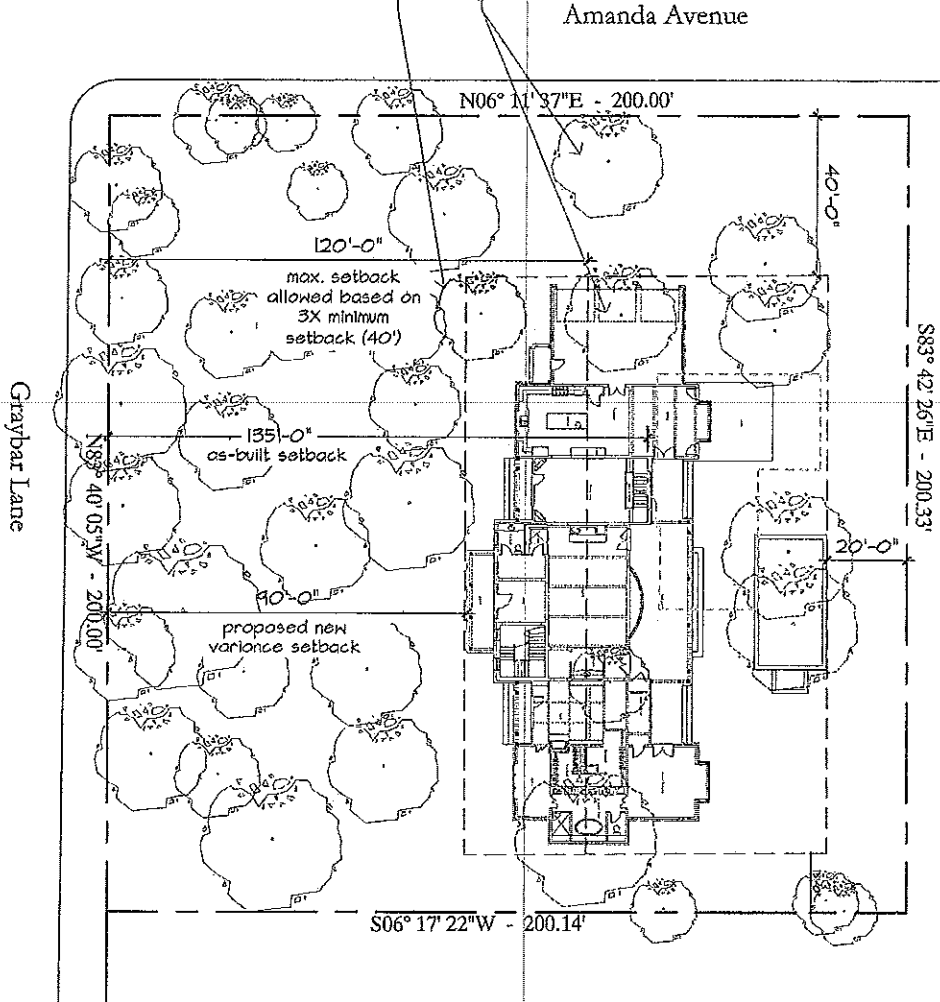 Amanda Avenue
N06° 11' 37"E - 200.00'
40'-0"
120'-0"
max. setback
allowed based on
3X minimum
setback (40')
S83° 42' 26"E - 200.33'
Graybar Lane
135'-0"
as-built setback
N83° 40' 05"W - 200.00'
20'-0"
90'-0"
proposed new
variance setback
S06° 17' 22"W - 200.14'